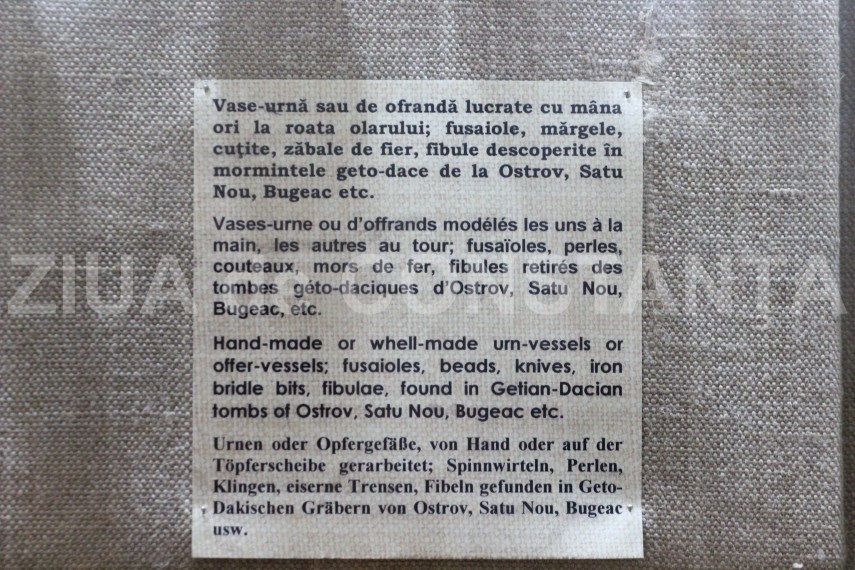 Vase-urnă sau de ofrandă lucrate cu mâna
ori la roata olarului; fusaiole, mărgele,
cuţite, zăbale de fier, fibule descoperite în
mormintele geto-dace de la Ostrov, Satu
Nou, Bugeac etc.
Vases-urne ou d'offrands modélés les uns à la
main, les autres au tour; fusaïoles, perles,
couteaux, mors de fer, fibules retirés des
tombes géto-daciques d'Ostrov, Satu Nou,
Bugeac, etc.
ZIUA de CONSTANȚA
Hand-made or whell-made urn-vessels or
offer-vessels; fusaioles, beads, knives, iron
bridle bits, fibulae, found in Getian-Dacian
tombs of Ostrov, Satu Nou, Bugeac etc.
Urnen oder Opfergefäße, von Hand oder auf der
Töpferscheibe gerarbeitet; Spinnwirteln, Perlen,
Klingen, eiserne Trensen, Fibeln gefunden in Geto-
Dakischen Gräbern von Ostrov, Satu Nou, Bugeac
usw.